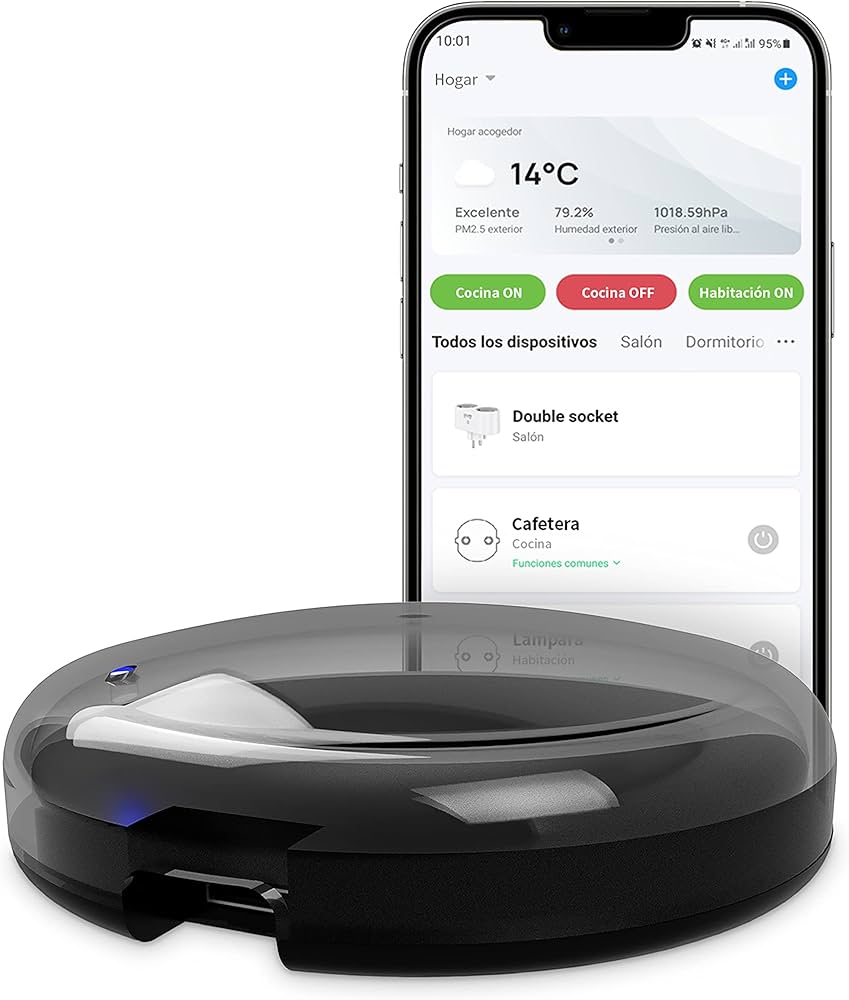 10:01
95%
Hogar
Hogar acogedor
14°C
Excelente 79.2% 1018.59hPa
PM2.5 exterior Humedad exterior Presión al aire lib...
Cocina ON Cocina OFF Habitación ON
Todos los dispositivos Salón Dormitorio ...
Double socket
Salón
Cafetera
Cocina
Funciones comunes
Lámpara
Habitación